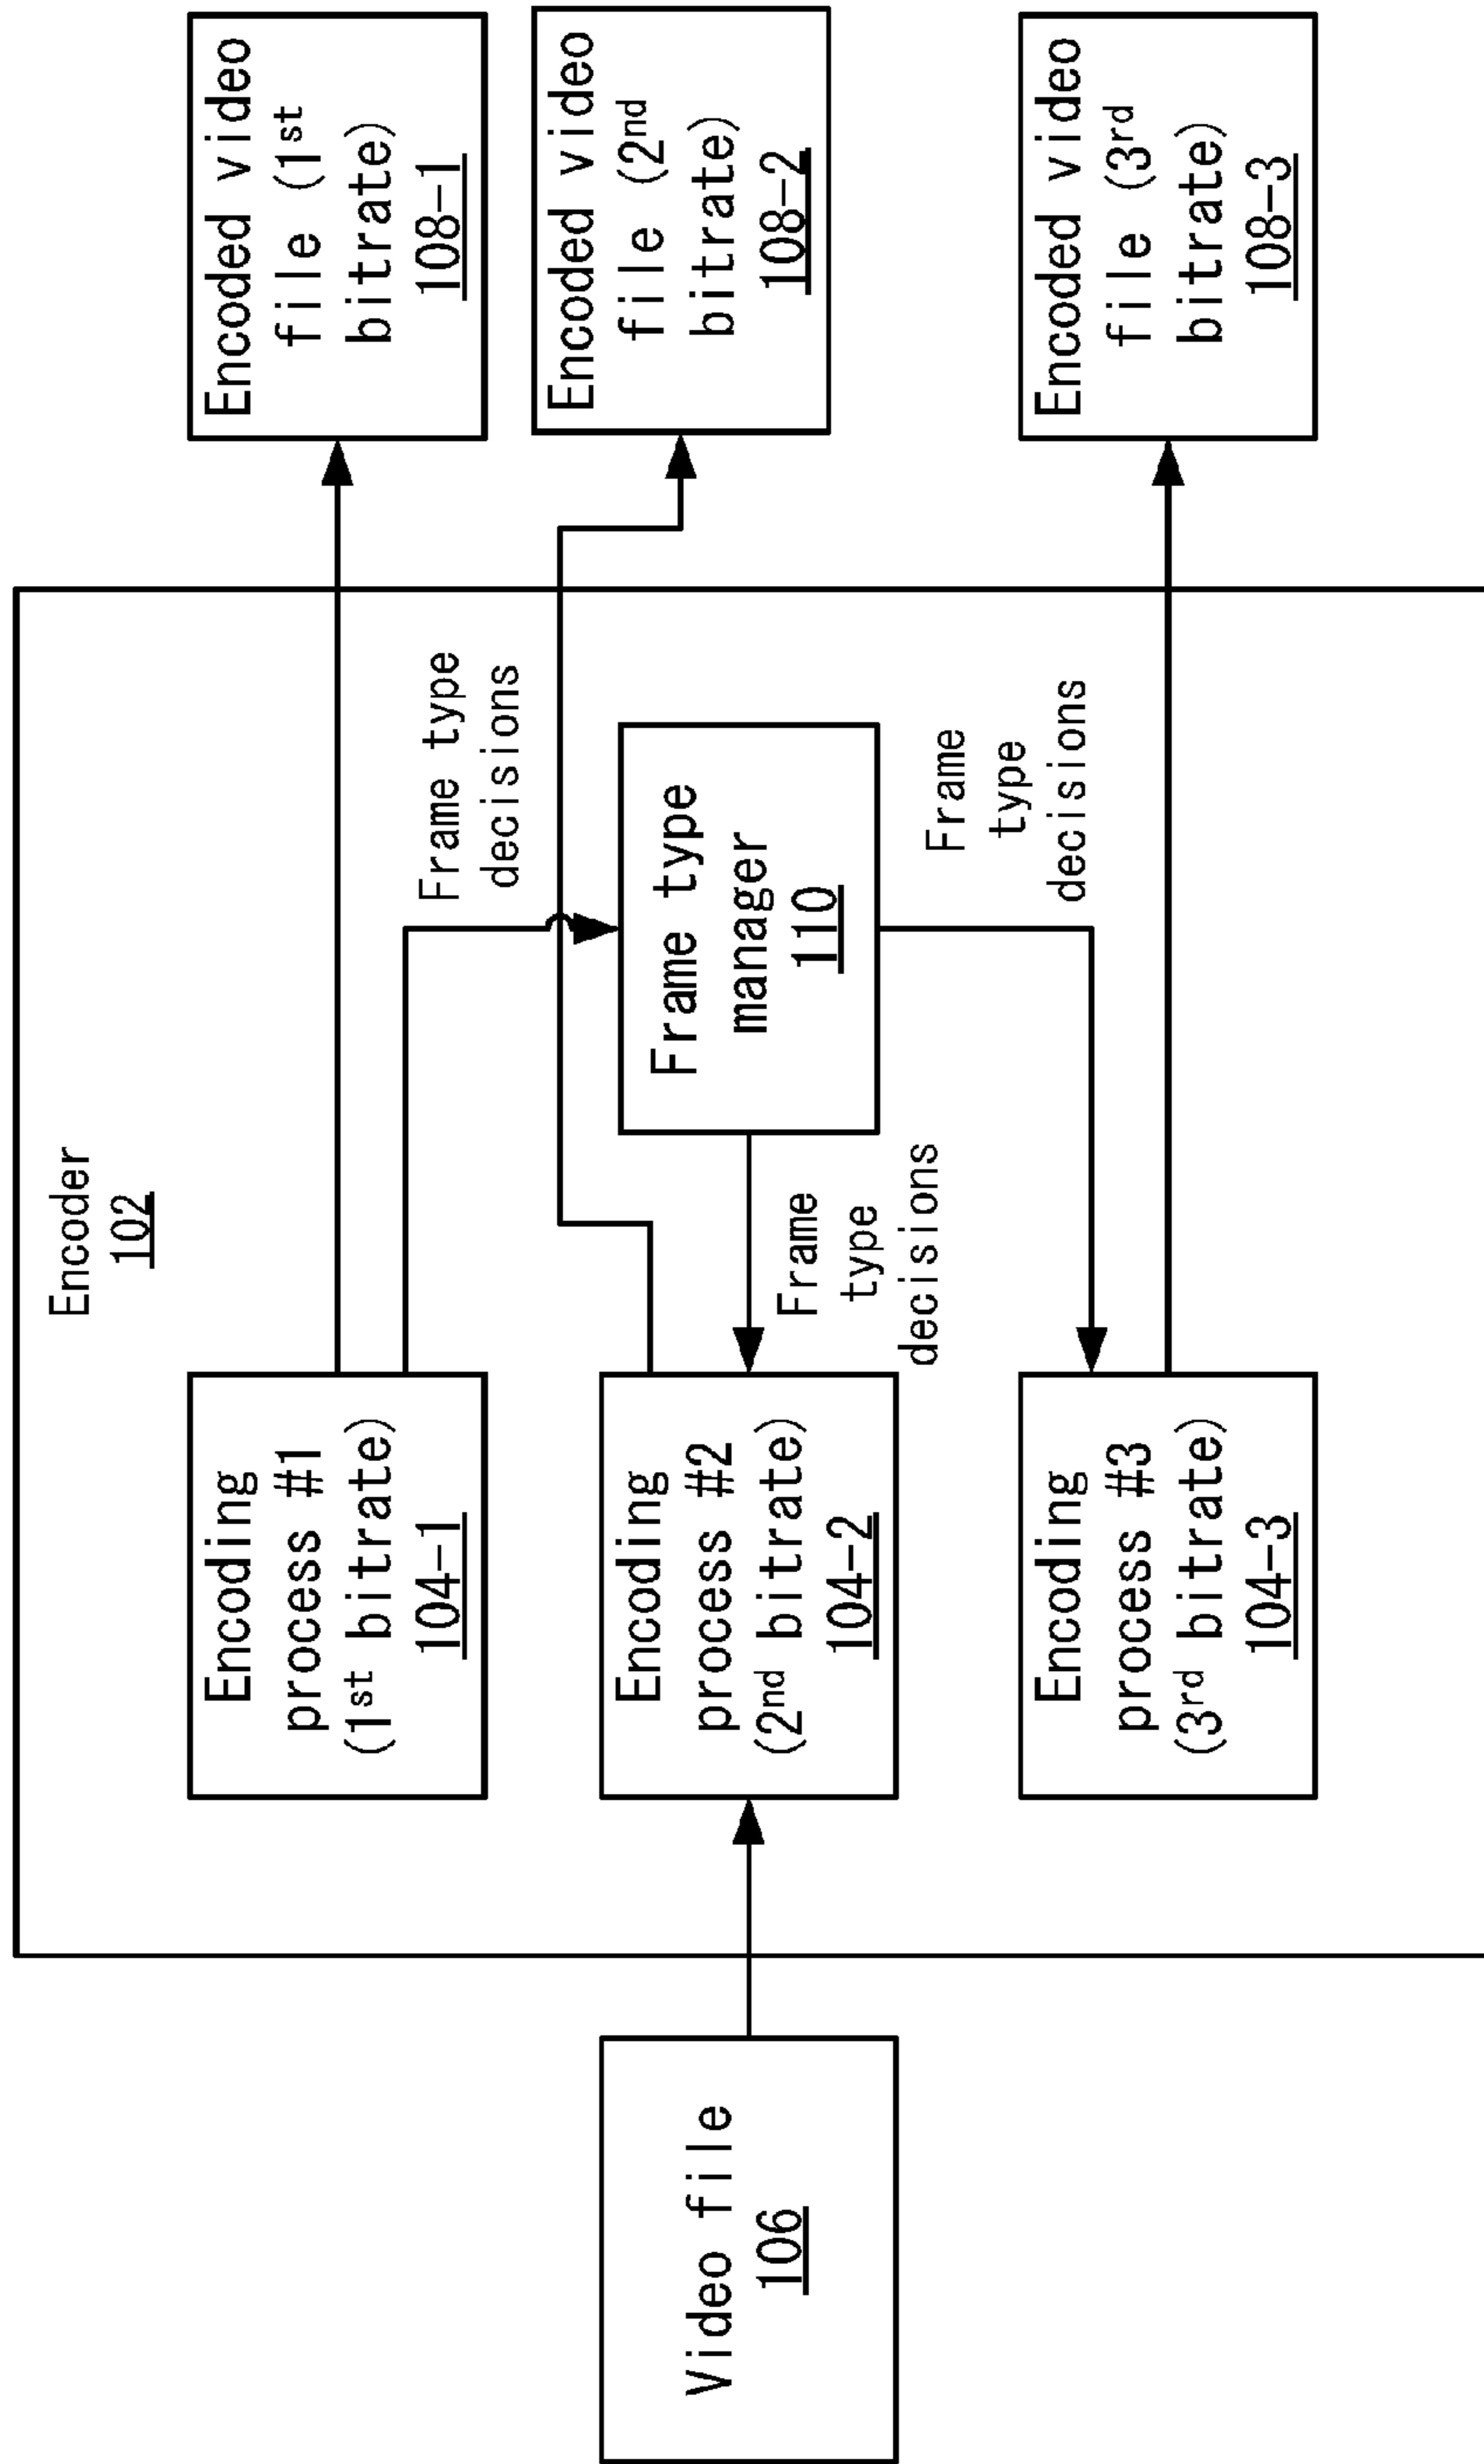 Encoder
102
Video file
106
Encoding
process #1
(1st bitrate)
104-1
Encoding
process #2
(2nd bitrate)
104-2
Encoding
process #3
(3rd bitrate)
104-3
Frame type
decisions
Frame type
manager
110
Frame
type
decisions
Frame
type
decisions
Encoded video
file (1st
bitrate)
108-1
Encoded video
file (2nd
bitrate)
108-2
Encoded video
file (3rd
bitrate)
108-3